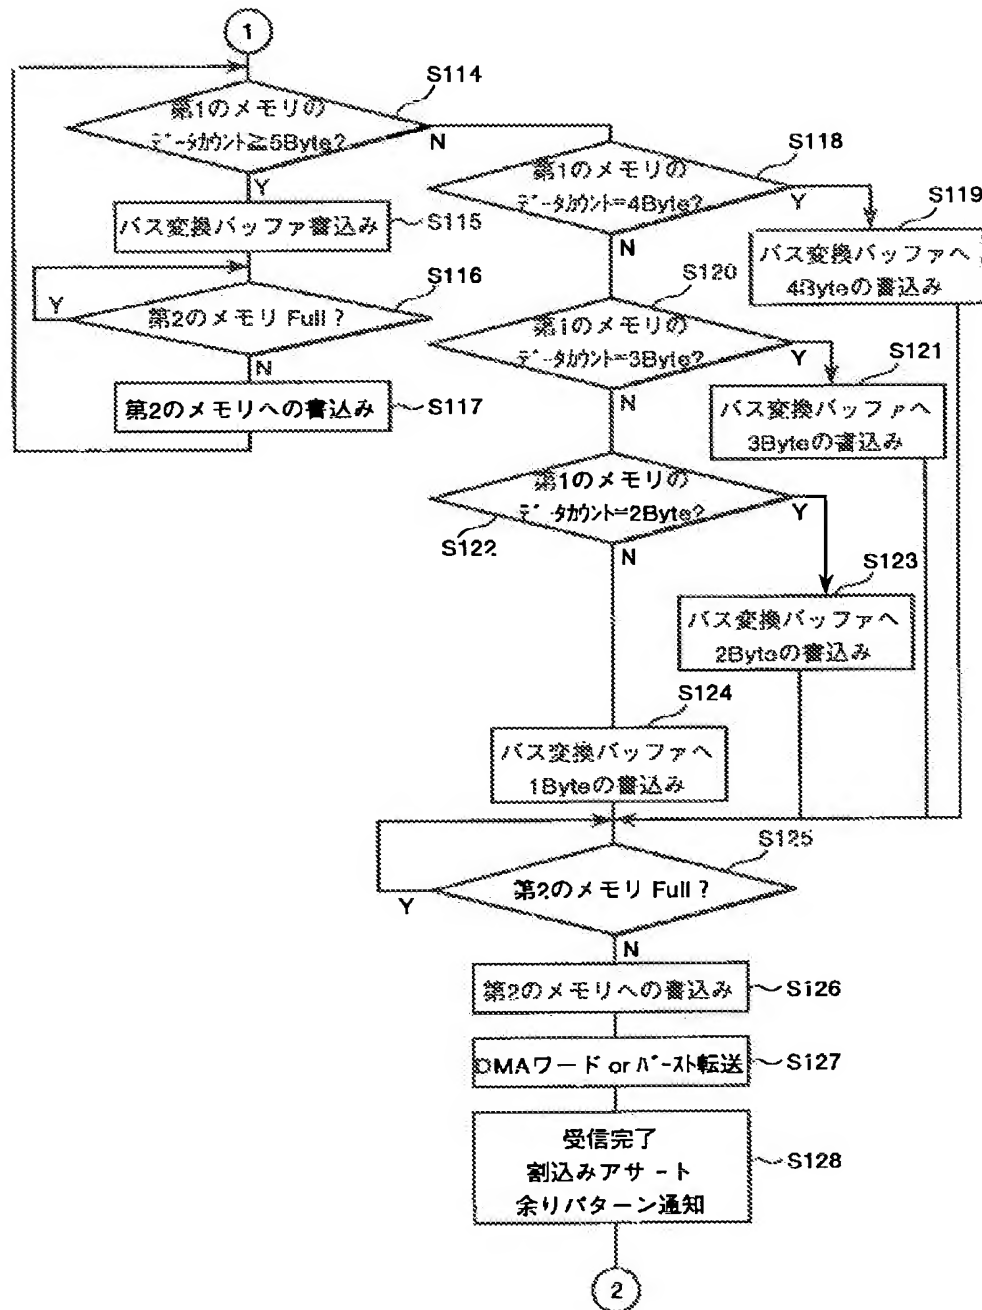 1
S114
第1のメモリの
ﾃﾞｰﾀｶｳﾝﾄ≧5Byte?
N
Y
S115
バス変換バッファ書込み
S116
Y
第2のメモリ Full ?
N
第2のメモリへの書込み
S117
S118
第1のメモリの
ﾃﾞｰﾀｶｳﾝﾄ=4Byte?
Y
N
S119
バス変換バッファへ
4Byteの書込み
S120
第1のメモリの
ﾃﾞｰﾀｶｳﾝﾄ=3Byte?
Y
N
S121
バス変換バッファへ
3Byteの書込み
第1のメモリの
ﾃﾞｰﾀｶｳﾝﾄ=2Byte?
S122
Y
N
S123
バス変換バッファへ
2Byteの書込み
S124
バス変換バッファへ
1Byteの書込み
S125
第2のメモリ Full ?
Y
N
第2のメモリへの書込み
S126
DMAワード or ﾊﾞｰｽﾄ転送
S127
受信完了
割込みアサート
余りパターン通知
S128
2